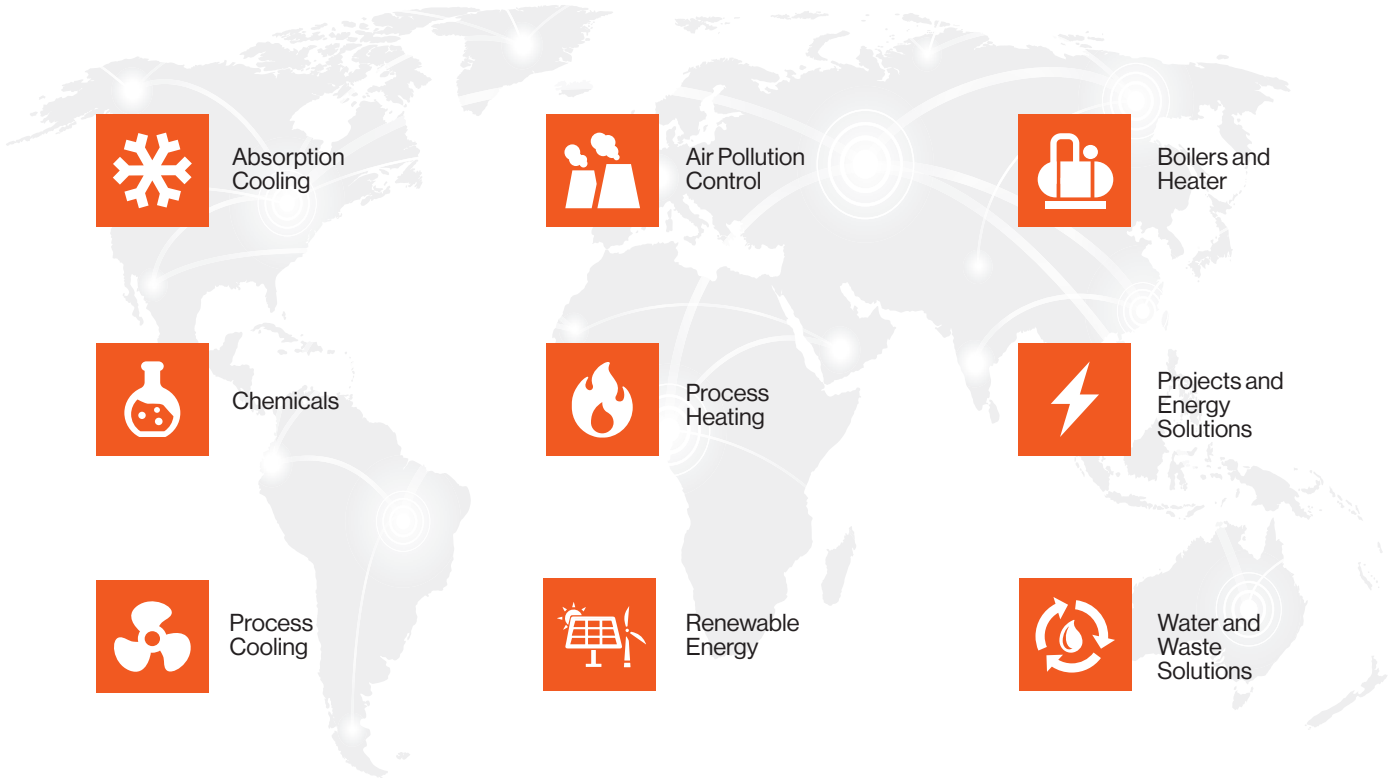 Absorption
Cooling
Air Pollution
Control
Boilers and
Heater
Chemicals
Process
Heating
Projects and
Energy
Solutions
Process
Cooling
Renewable
Energy
Water and
Waste
Solutions